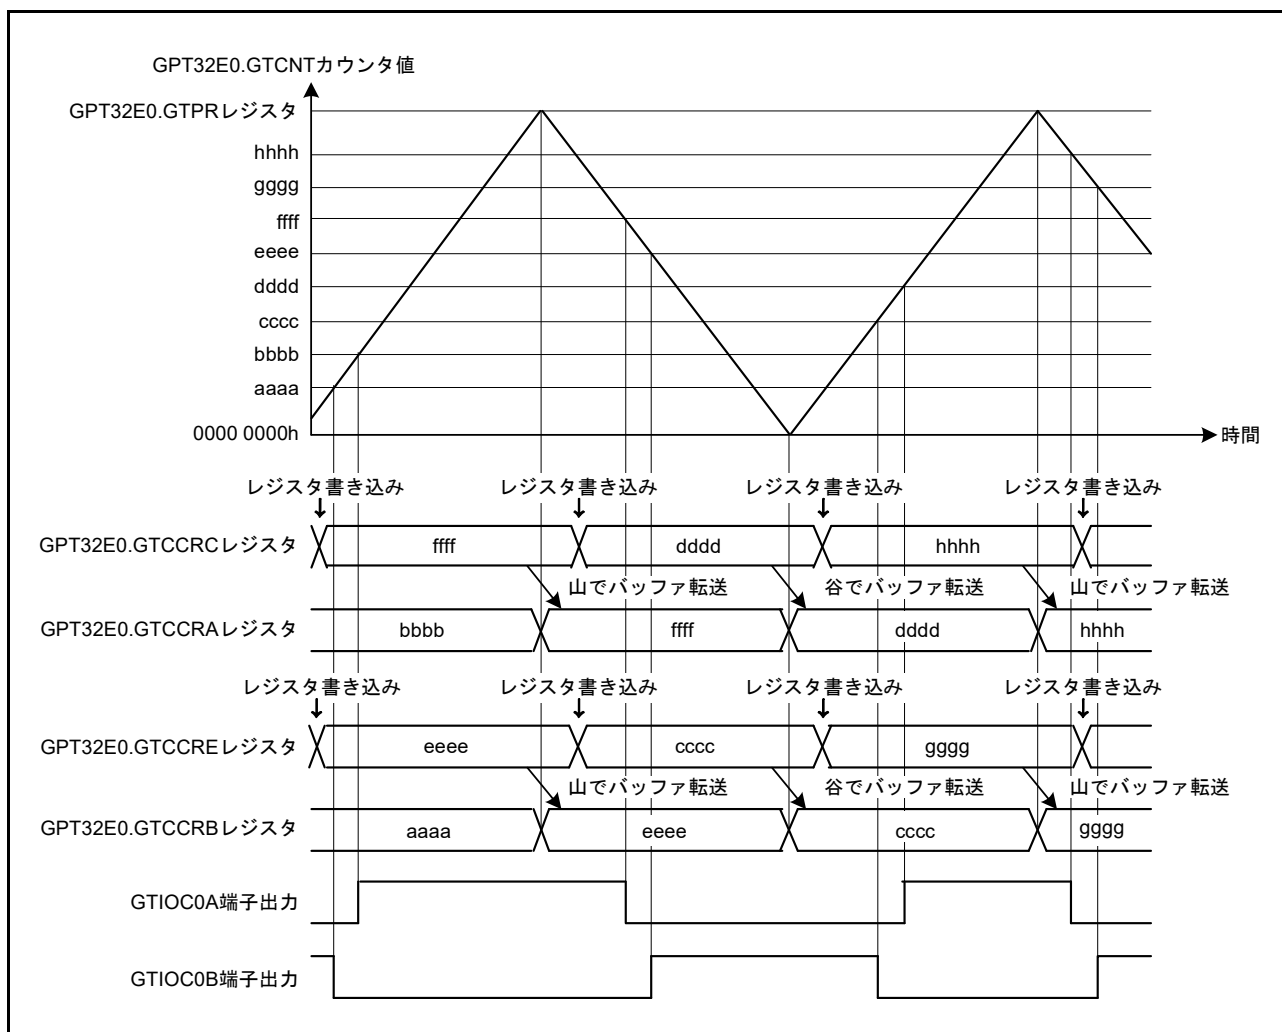 GPT32E0.GTCNTカウンタ値
GPT32E0.GTPRレジスタ
hhhh
gggg
ffff
eeee
dddd
cccc
bbbb
aaaa
0000 0000h
時間
レジスタ書き込み レジスタ書き込み レジスタ書き込み レジスタ書き込み
GPT32E0.GTCCRCレジスタ ffff dddd hhhh
山でバッファ転送 谷でバッファ転送 山でバッファ転送
GPT32E0.GTCCRAレジスタ bbbb ffff dddd hhhh
レジスタ書き込み レジスタ書き込み レジスタ書き込み レジスタ書き込み
GPT32E0.GTCCREレジスタ eeee cccc gggg
山でバッファ転送 谷でバッファ転送 山でバッファ転送
GPT32E0.GTCCRBレジスタ aaaa eeee cccc gggg
GTIOC0A端子出力
GTIOC0B端子出力